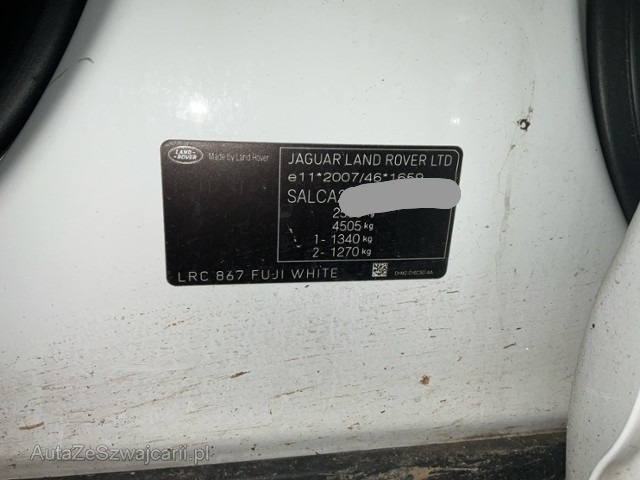 LAND-
ROVER
Made by Land Rover
JAGUAR LAND ROVER LTD
e11*2007/46*1659
SALCA2
kg
4505 kg
1- 1340 kg
2- 1270 kg
LRC 867 FUJI WHITE
AutaZeSzwajcarii.pl